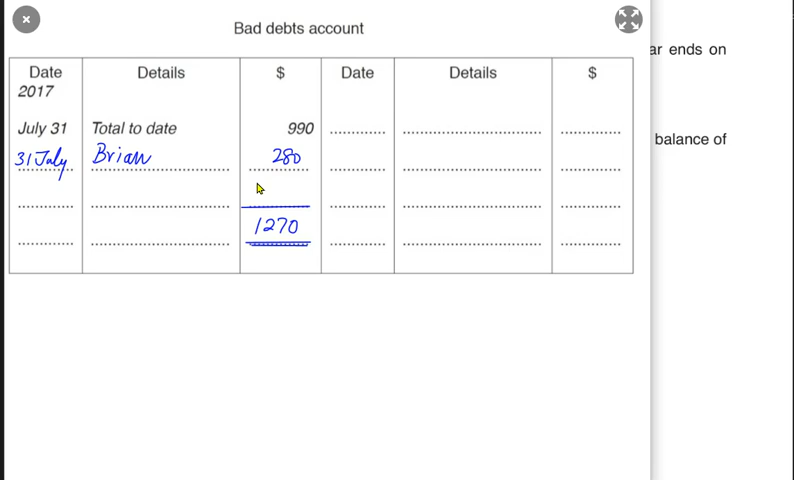 Bad debts account
ar ends on
Date Details $ Date Details $
2017
July 31 Total to date 990 ............ .............................. .............
balance of
31 July Brian 280
1270